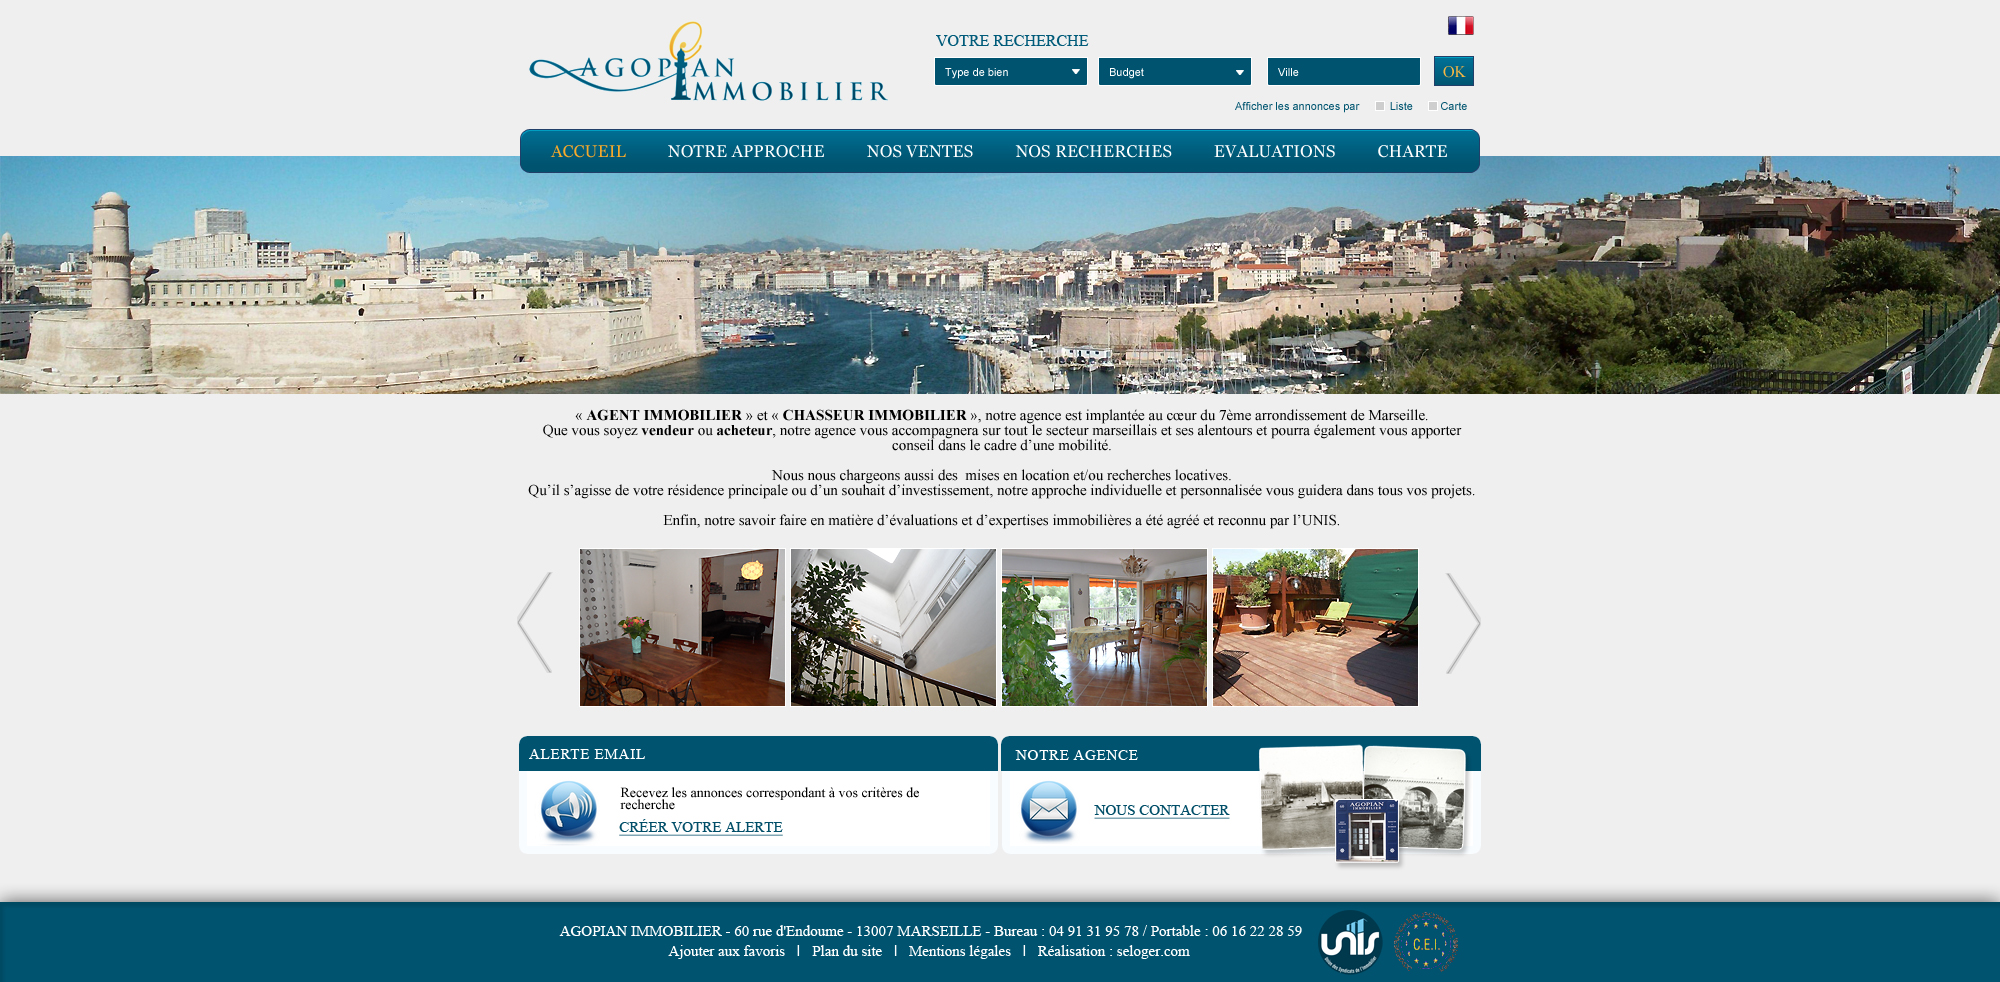 AGOPIAN
IMMOBILIER
VOTRE RECHERCHE
Type de bien
Budget
Ville
OK
Afficher les annonces par
Liste
Carte
ACCUEIL
NOTRE APPROCHE
NOS VENTES
NOS RECHERCHES
EVALUATIONS
CHARTE
« AGENT IMMOBILIER » et « CHASSEUR IMMOBILIER », notre agence est implantée au cœur du 7ème arrondissement de Marseille.
Que vous soyez vendeur ou acheteur, notre agence vous accompagnera sur tout le secteur marseillais et ses alentours et pourra également vous apporter
conseil dans le cadre d’une mobilité.
Nous nous chargeons aussi des  mises en location et/ou recherches locatives.
Qu’il s’agisse de votre résidence principale ou d’un souhait d’investissement, notre approche individuelle et personnalisée vous guidera dans tous vos projets.
Enfin, notre savoir faire en matière d’évaluations et d’expertises immobilières a été agréé et reconnu par l’UNIS.
ALERTE EMAIL
Recevez les annonces correspondant à vos critères de
recherche
CRÉER VOTRE ALERTE
NOTRE AGENCE
NOUS CONTACTER
AGOPIAN
IMMOBILIER
AGOPIAN IMMOBILIER - 60 rue d'Endoume - 13007 MARSEILLE - Bureau : 04 91 31 95 78 / Portable : 06 16 22 28 59
Ajouter aux favoris | Plan du site | Mentions légales | Réalisation : seloger.com
unis
Union des Syndicats de l'Immobilier
C.E.I.